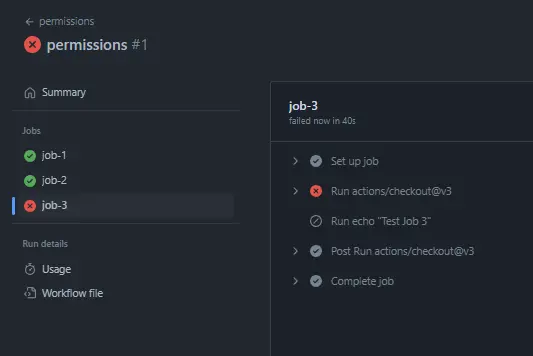 ← permissions
permissions #1
Summary
Jobs
job-1
job-2
job-3
Run details
Usage
Workflow file
job-3
failed now in 40s
Set up job
Run actions/checkout@v3
Run echo "Test Job 3"
Post Run actions/checkout@v3
Complete job